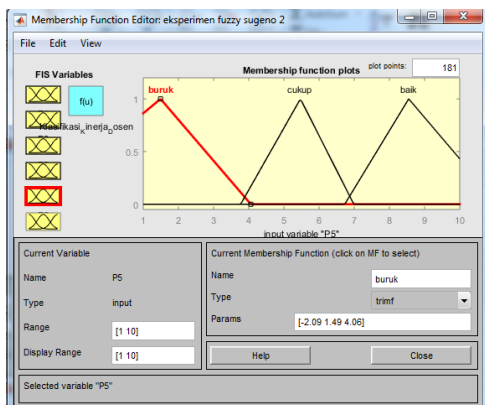 Membership Function Editor: eksperimen fuzzy sugeno 2
File Edit View
FIS Variables
f(u)
Klasifikasi_Kinerja_Dosen
Membership function plots
plot points: 181
buruk cukup baik
1
0.5
0
1 2 3 4 5 6 7 8 9 10
input variable "P5"
Current Variable
Name P5
Type input
Range [1 10]
Display Range [1 10]
Current Membership Function (click on MF to select)
Name buruk
Type trimf
Params [-2.09 1.49 4.06]
Help Close
Selected variable "P5"